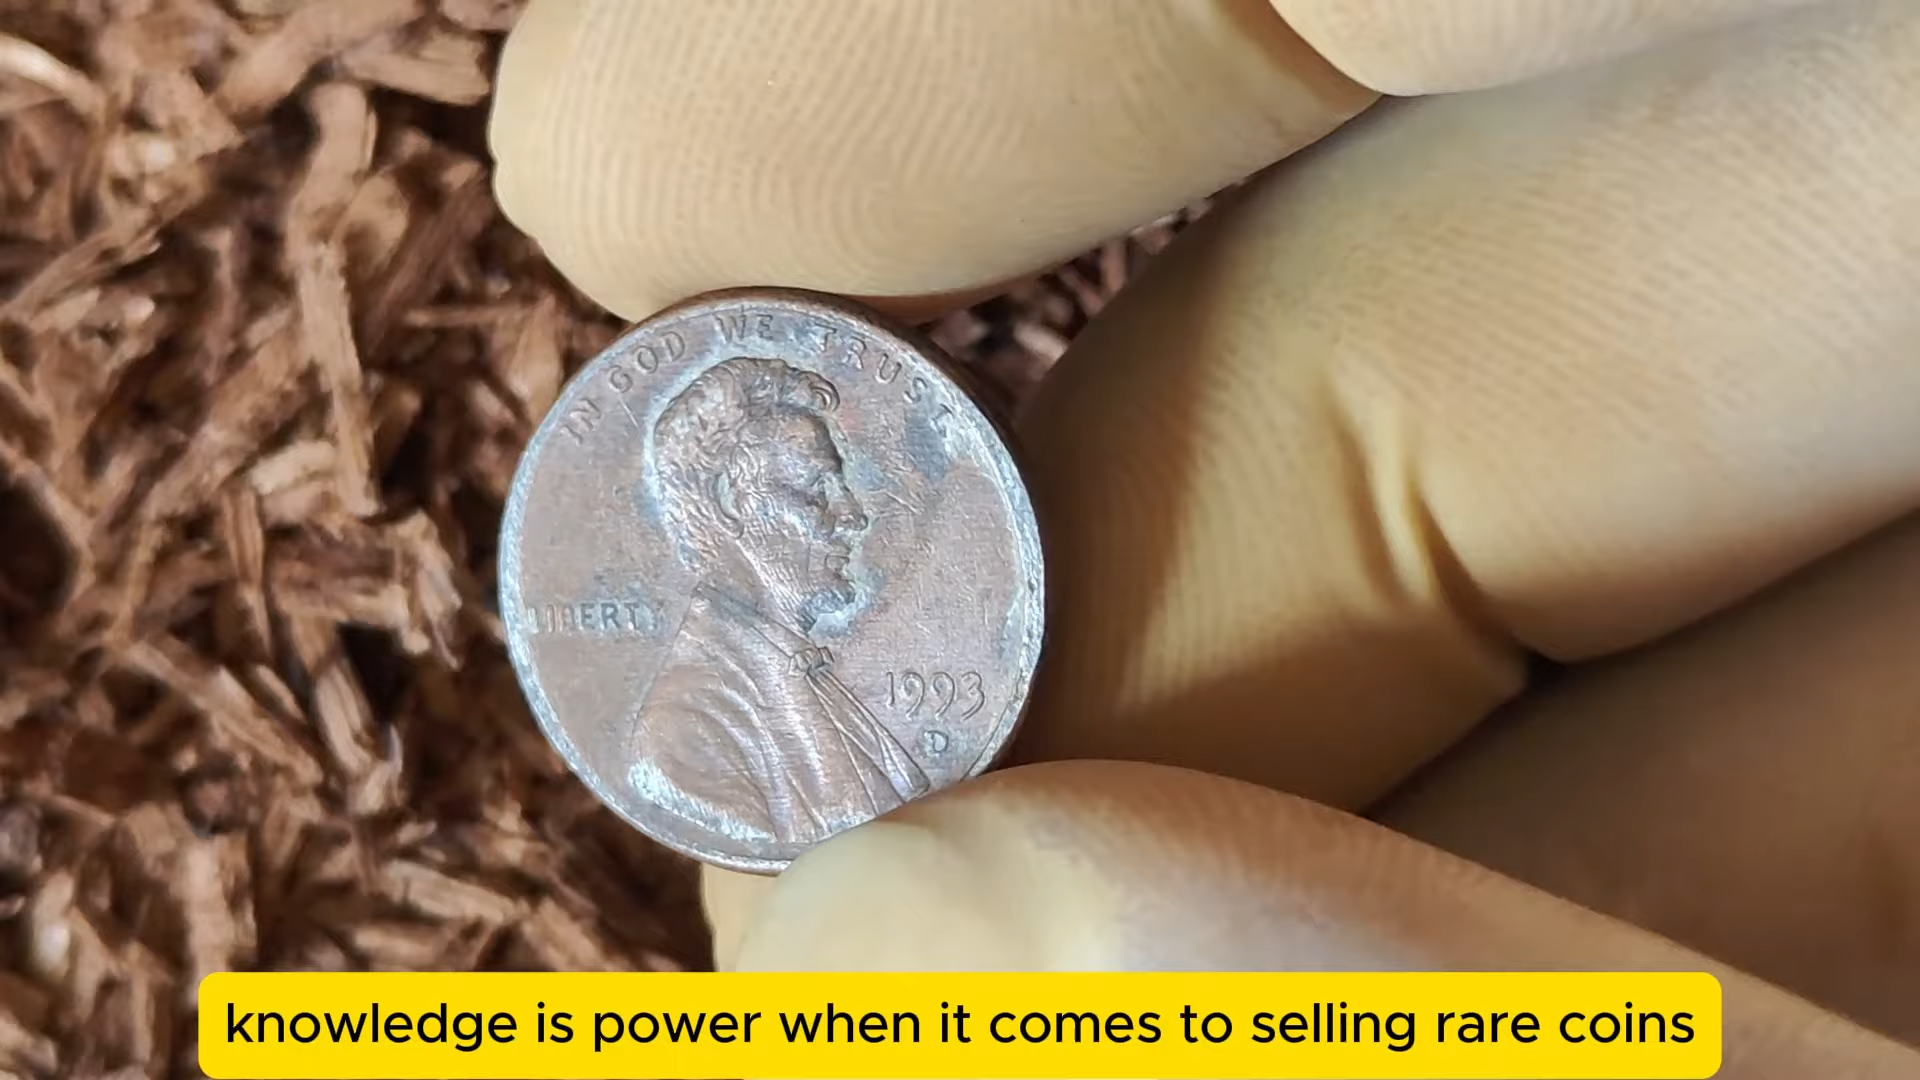 IN GOD WE TRUST
LIBERTY
1993
D
knowledge is power when it comes to selling rare coins